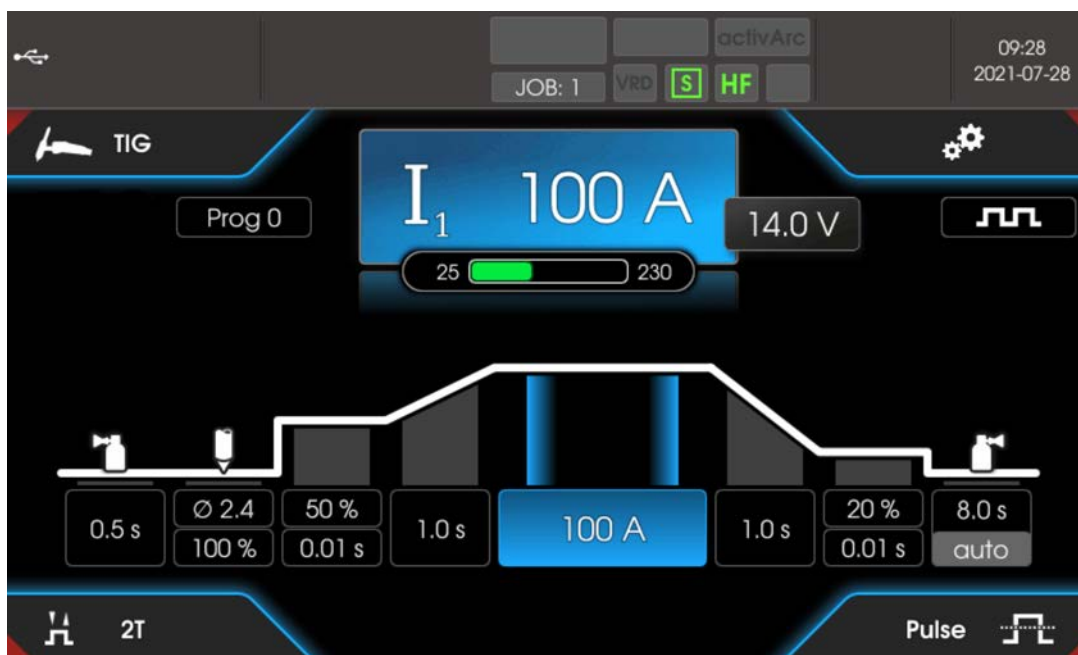 activArc
09:28
2021-07-28
JOB: 1
VRD
S
HF
TIG
I1 100 A
Prog 0
14.0 V
25
230
0.5 s
Ø 2.4
100 %
50 %
0.01 s
1.0 s
100 A
1.0 s
20 %
0.01 s
8.0 s
auto
2T
Pulse